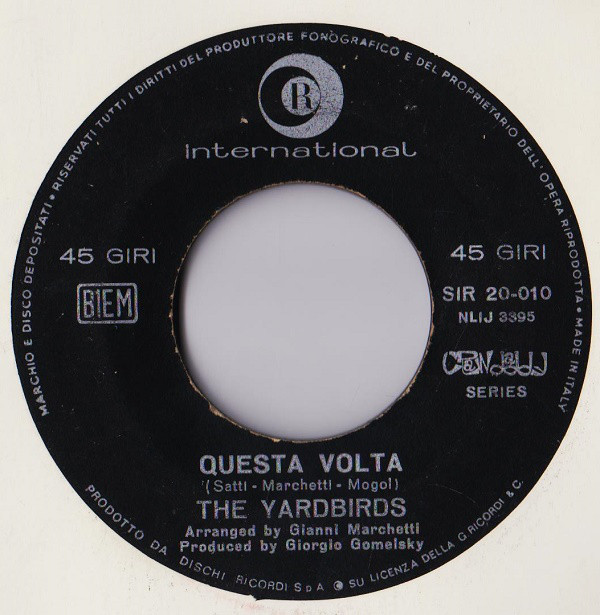 MARCHIO E DISCO DEPOSITATI • RISERVATI TUTTI I DIRITTI DEL PRODUTTORE FONOGRAFICO E DEL PROPRIETARIO DELL'OPERA RIPRODOTTA • MADE IN ITALY
R
international
45 GIRI
45 GIRI
BIEM
SIR 20-010
NLIJ 3395
SERIES
QUESTA VOLTA
(Satti - Marchetti - Mogol)
THE YARDBIRDS
Arranged by Gianni Marchetti
Produced by Giorgio Gomelsky
PRODOTTO DA DISCHI RICORDI S p A SU LICENZA DELLA G. RICORDI & C.